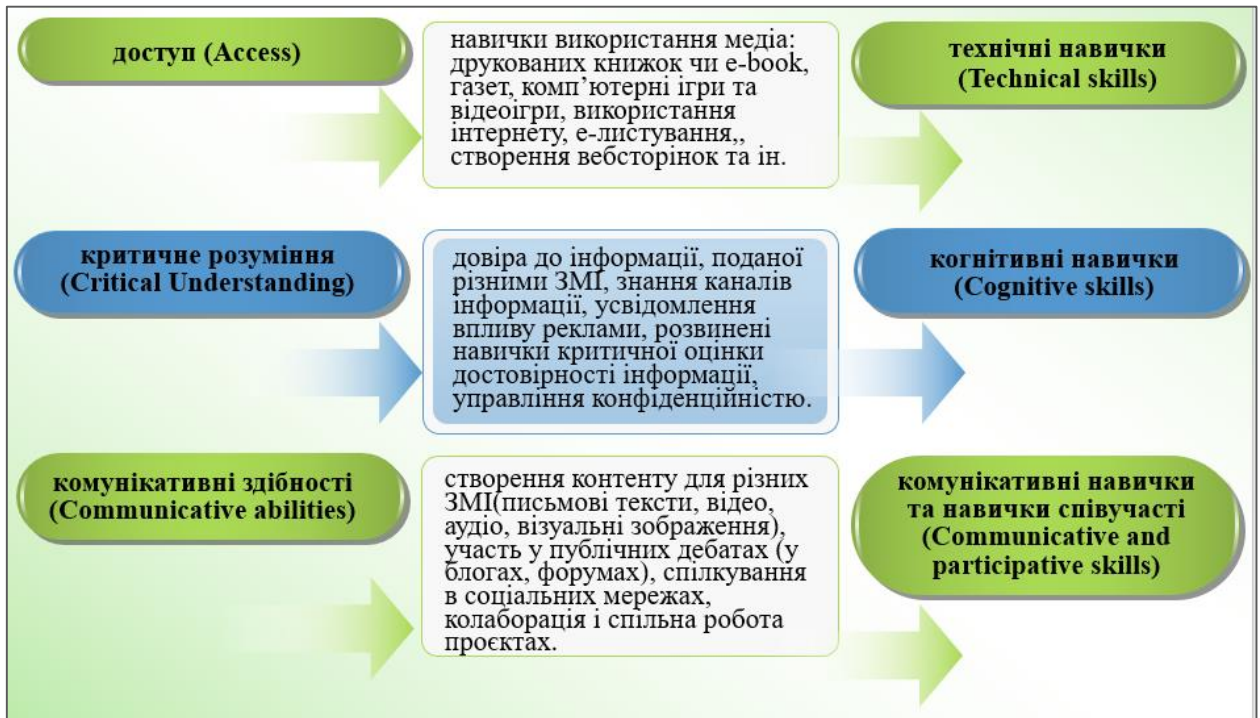 доступ (Access)
навички використання медіа:
друкованих книжок чи e-book,
газет, комп’ютерні ігри та
відеоігри, використання
інтернету, е-листування,,
створення вебсторінок та ін.
технічні навички
(Technical skills)
критичне розуміння
(Critical Understanding)
довіра до інформації, поданої
різними ЗМІ, знання каналів
інформації, усвідомлення
впливу реклами, розвинені
навички критичної оцінки
достовірності інформації,
управління конфіденційністю.
когнітивні навички
(Cognitive skills)
комунікативні здібності
(Communicative abilities)
створення контенту для різних
ЗМІ(письмові тексти, відео,
аудіо, візуальні зображення),
участь у публічних дебатах (у
блогах, форумах), спілкування
в соціальних мережах,
колаборація і спільна робота
проєктах.
комунікативні навички
та навички співучасті
(Communicative and
participative skills)